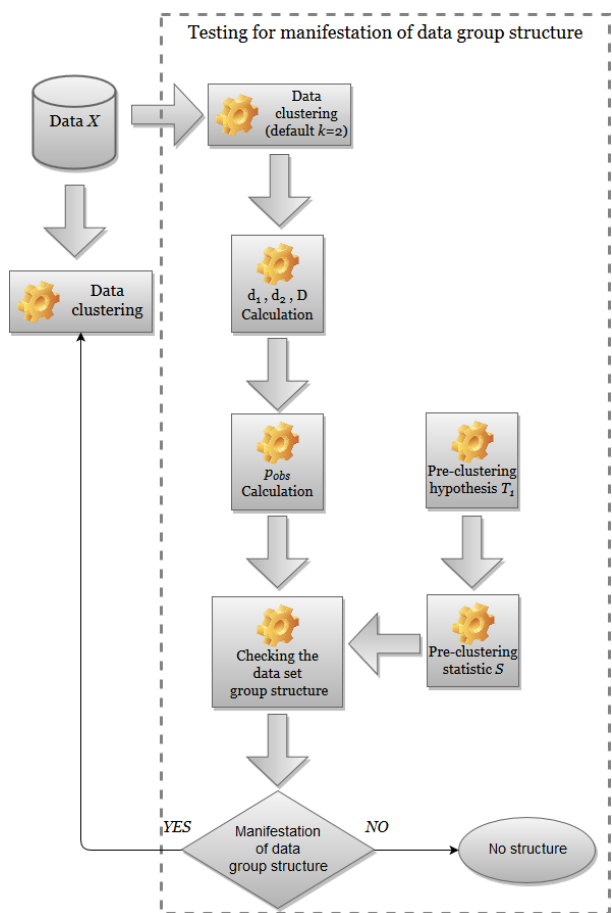 Testing for manifestation of data group structure
Data X
Data
clustering
(default k=2)
Data
clustering
d₁ , d₂ , D
Calculation
pobs
Calculation
Pre-clustering
hypothesis T₁
Checking the
data set
group structure
Pre-clustering
statistic S
YES
Manifestation
of data
group structure
NO
No structure